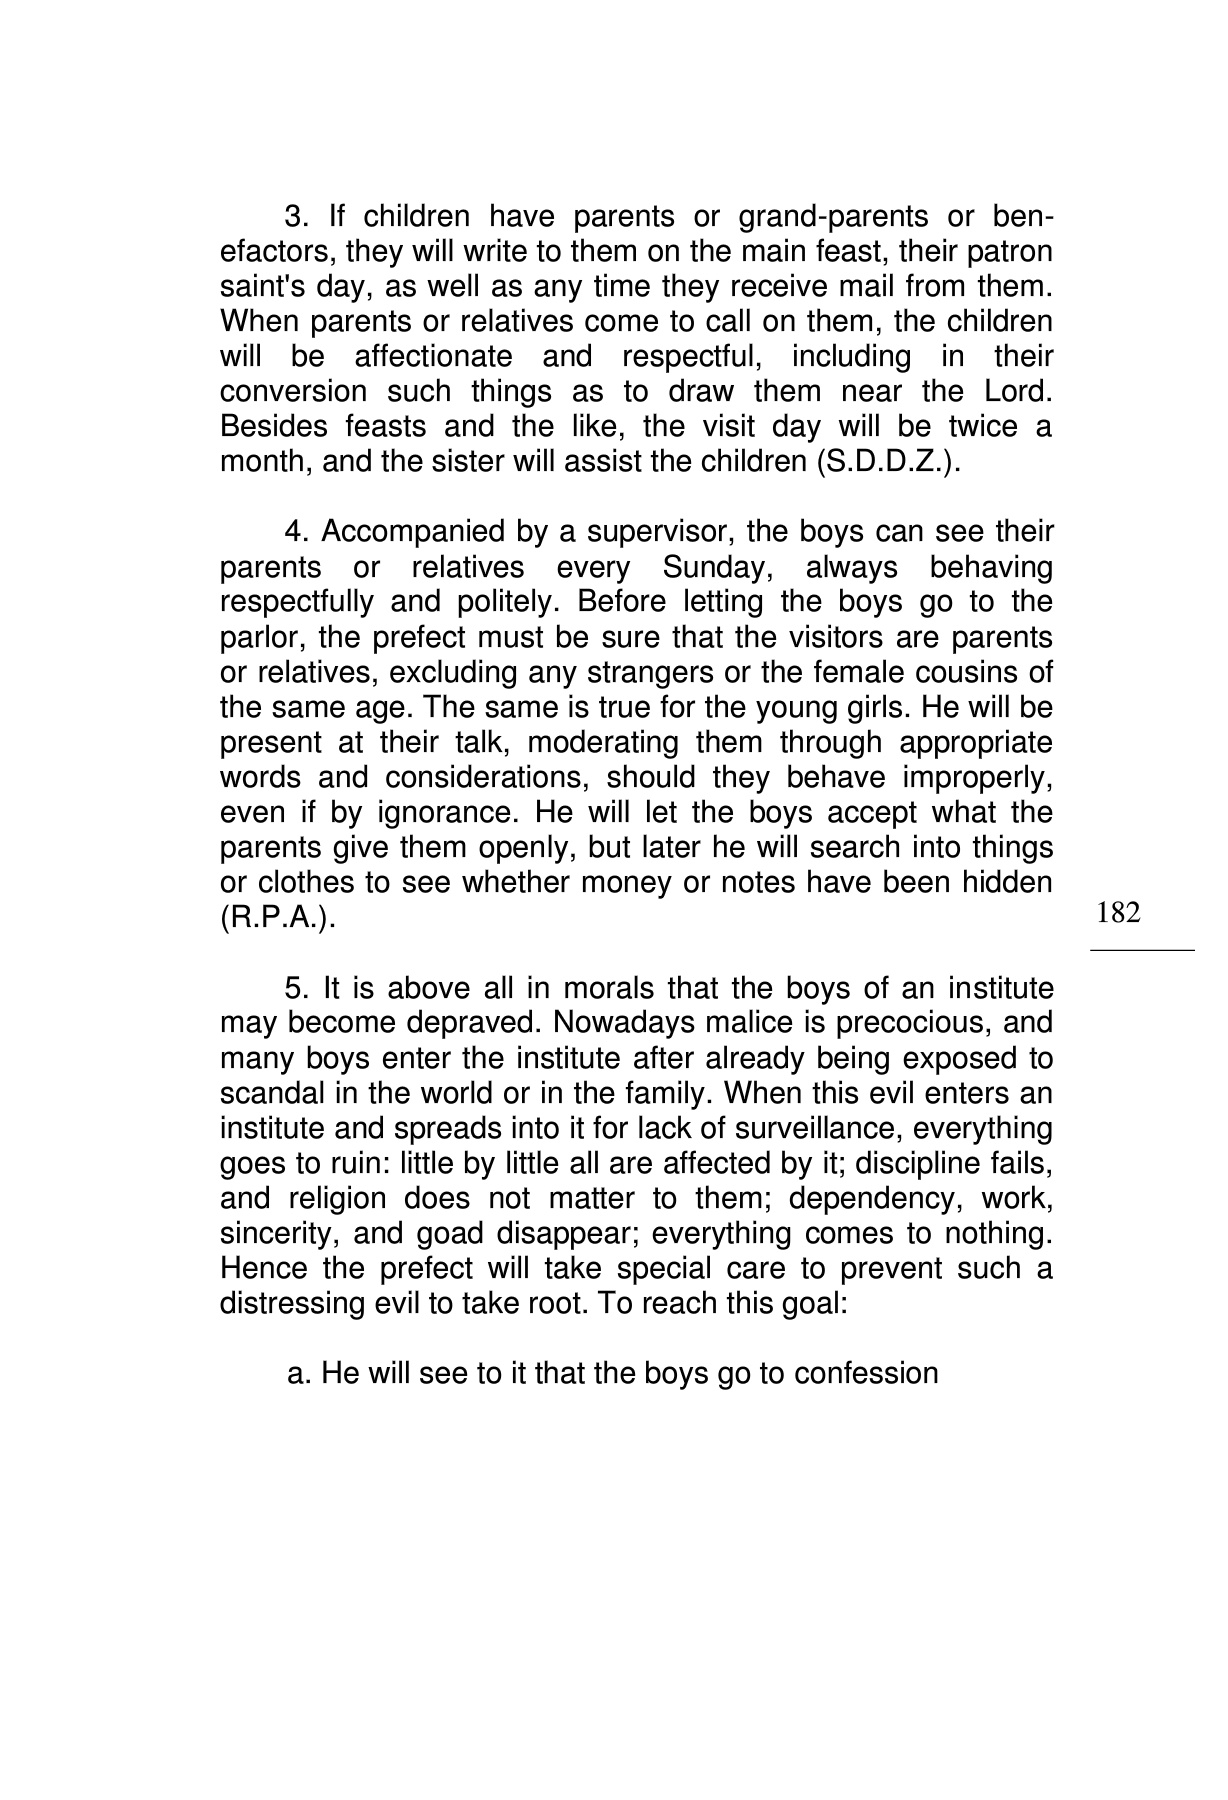 3. If children have parents or grand-parents or ben-
efactors, they will write to them on the main feast, their patron
saint's day, as well as any time they receive mail from them.
When parents or relatives come to call on them, the children
will be affectionate and respectful, including in their
conversion such things as to draw them near the Lord.
Besides feasts and the like, the visit day will be twice a
month, and the sister will assist the children (S.D.D.Z.).
4. Accompanied by a supervisor, the boys can see their
parents or relatives every Sunday, always behaving
respectfully and politely. Before letting the boys go to the
parlor, the prefect must be sure that the visitors are parents
or relatives, excluding any strangers or the female cousins of
the same age. The same is true for the young girls. He will be
present at their talk, moderating them through appropriate
words and considerations, should they behave improperly,
even if by ignorance. He will let the boys accept what the
parents give them openly, but later he will search into things
or clothes to see whether money or notes have been hidden
(R.P.A.).
182
5. It is above all in morals that the boys of an institute
may become depraved. Nowadays malice is precocious, and
many boys enter the institute after already being exposed to
scandal in the world or in the family. When this evil enters an
institute and spreads into it for lack of surveillance, everything
goes to ruin: little by little all are affected by it; discipline fails,
and religion does not matter to them; dependency, work,
sincerity, and goad disappear; everything comes to nothing.
Hence the prefect will take special care to prevent such a
distressing evil to take root. To reach this goal:
a. He will see to it that the boys go to confession